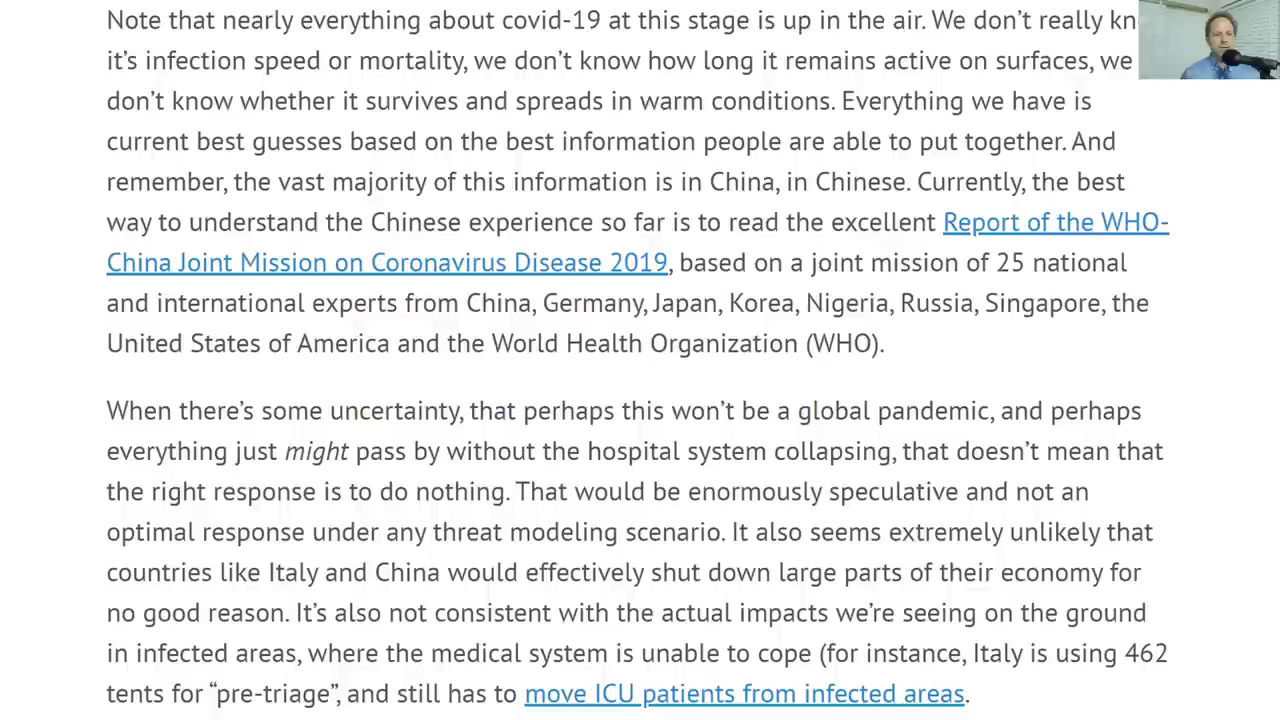 Note that nearly everything about covid-19 at this stage is up in the air. We don’t really kn
it’s infection speed or mortality, we don’t know how long it remains active on surfaces, we
don’t know whether it survives and spreads in warm conditions. Everything we have is
current best guesses based on the best information people are able to put together. And
remember, the vast majority of this information is in China, in Chinese. Currently, the best
way to understand the Chinese experience so far is to read the excellent Report of the WHO-
China Joint Mission on Coronavirus Disease 2019, based on a joint mission of 25 national
and international experts from China, Germany, Japan, Korea, Nigeria, Russia, Singapore, the
United States of America and the World Health Organization (WHO).
When there’s some uncertainty, that perhaps this won’t be a global pandemic, and perhaps
everything just might pass by without the hospital system collapsing, that doesn’t mean that
the right response is to do nothing. That would be enormously speculative and not an
optimal response under any threat modeling scenario. It also seems extremely unlikely that
countries like Italy and China would effectively shut down large parts of their economy for
no good reason. It’s also not consistent with the actual impacts we’re seeing on the ground
in infected areas, where the medical system is unable to cope (for instance, Italy is using 462
tents for “pre-triage”, and still has to move ICU patients from infected areas.